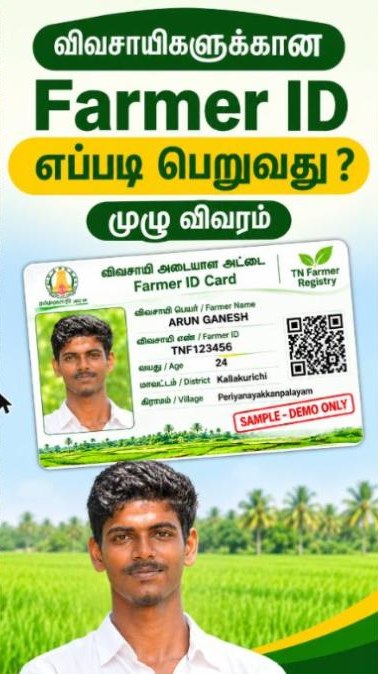 விவசாயிகளுக்கான
Farmer ID
எப்படி பெறுவது?
முழு விவரம்
விவசாயி அடையாள அட்டை
Farmer ID Card
TN Farmer
Registry
விவசாயி பெயர் / Farmer Name
ARUN GANESH
விவசாயி எண் / Farmer ID
TNF123456
வயது / Age 24
மாவட்டம் / District Kallakurichi
கிராமம் / Village Periyanayakkanpalayam
SAMPLE - DEMO ONLY